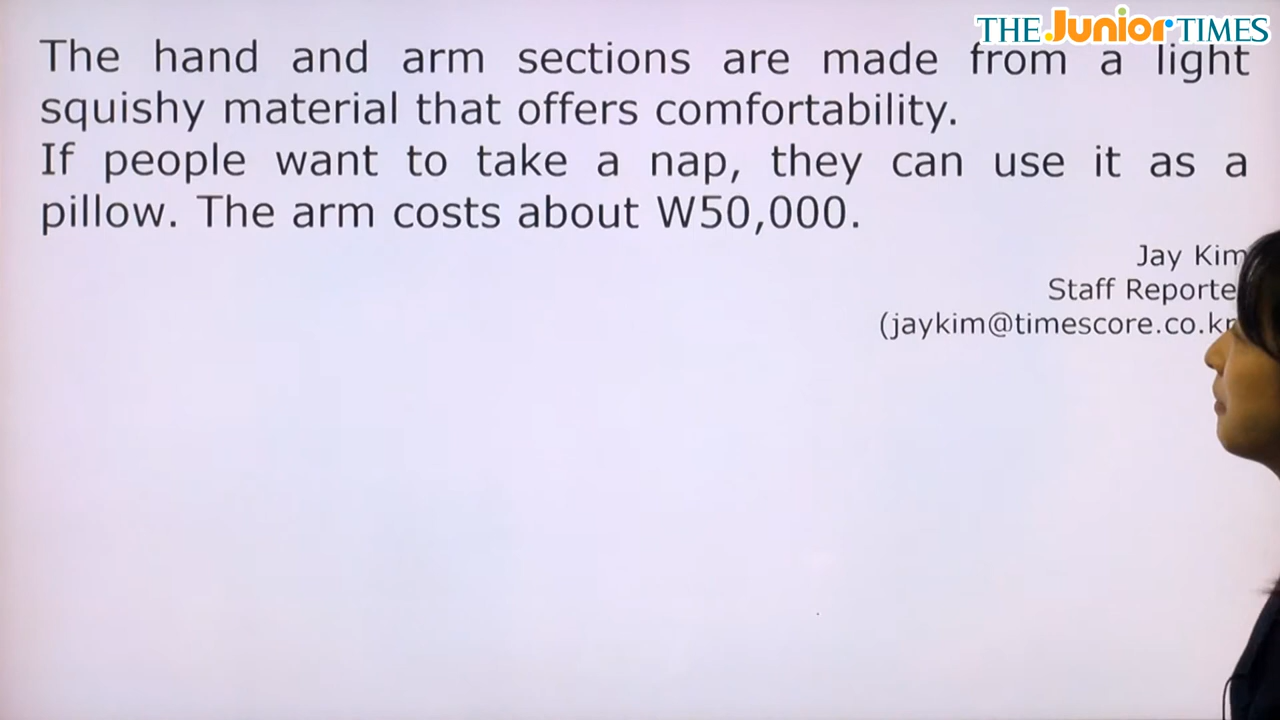 THE Junior TIMES
The hand and arm sections are made from a light
squishy material that offers comfortability.
If people want to take a nap, they can use it as a
pillow. The arm costs about W50,000.
Jay Kim
Staff Reporte
(jaykim@timescore.co.kr